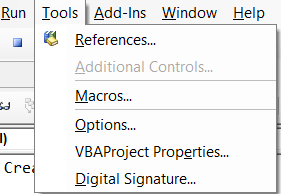 Run Tools Add-Ins Window Help
References...
Additional Controls...
Macros...
Options...
l)
VBAProject Properties...
Crea
Digital Signature...